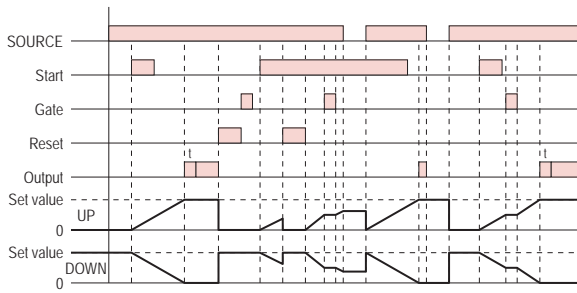 SOURCE
Start
Gate
Reset
t
t
Output
Set value
UP
0
Set value
DOWN
0